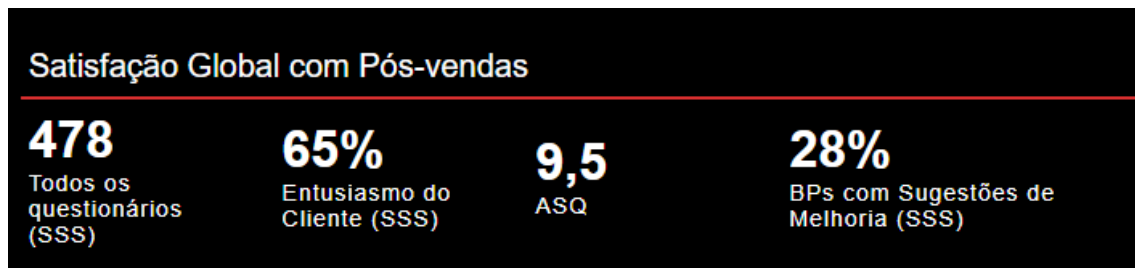 Satisfação Global com Pós-vendas
478
Todos os
questionários
(SSS)
65%
Entusiasmo do
Cliente (SSS)
9,5
ASQ
28%
BPs com Sugestões de
Melhoria (SSS)